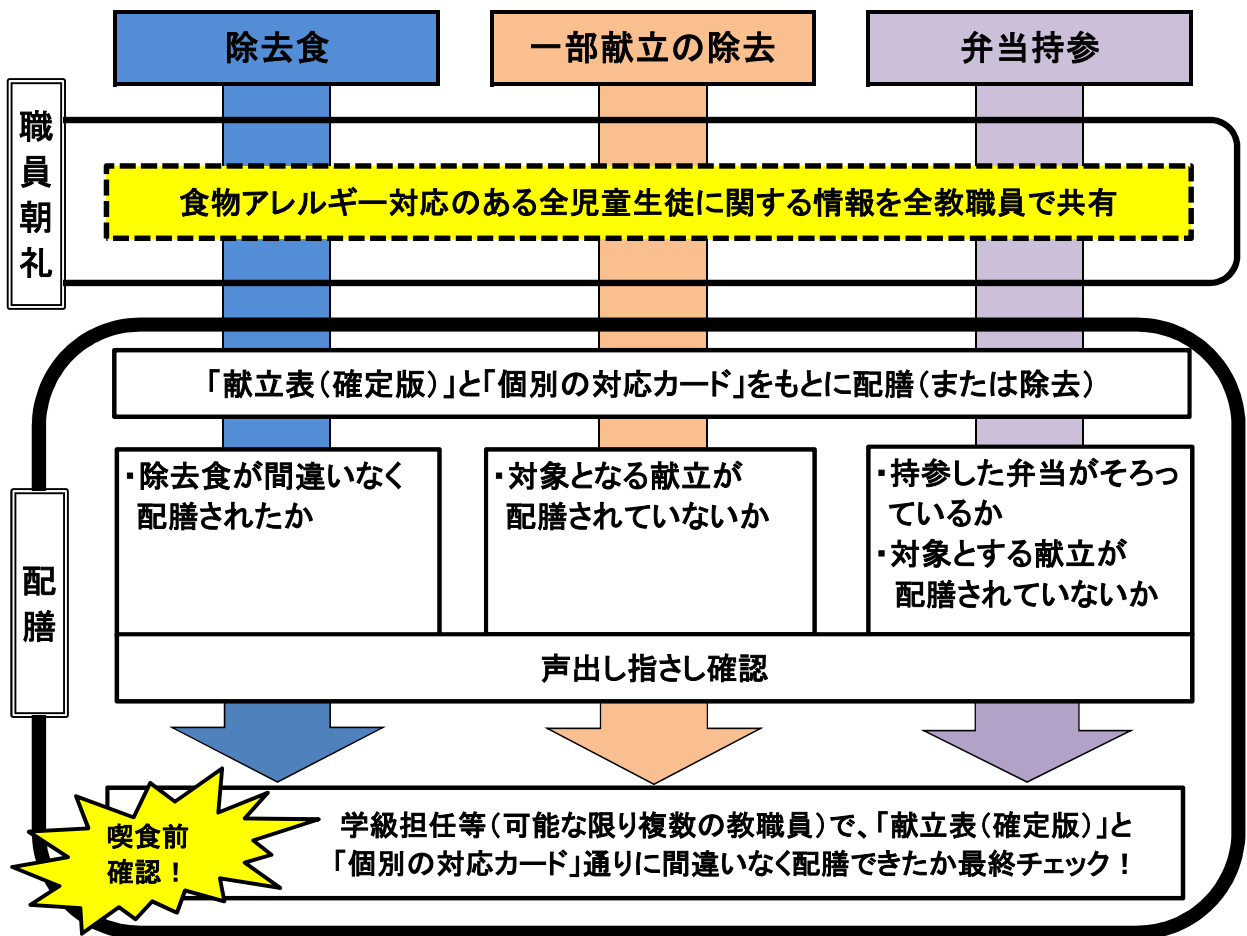 除去食
一部献立の除去
弁当持参
職員朝礼
食物アレルギー対応のある全児童生徒に関する情報を全教職員で共有
「献立表（確定版）」と「個別の対応カード」をもとに配膳（または除去）
・除去食が間違いなく
配膳されたか
・対象となる献立が
配膳されていないか
・持参した弁当がそろっ
ているか
・対象とする献立が
配膳されていないか
配膳
声出し指さし確認
喫食前
確認！
学級担任等（可能な限り複数の教職員）で、「献立表（確定版）」と
「個別の対応カード」通りに間違いなく配膳できたか最終チェック！